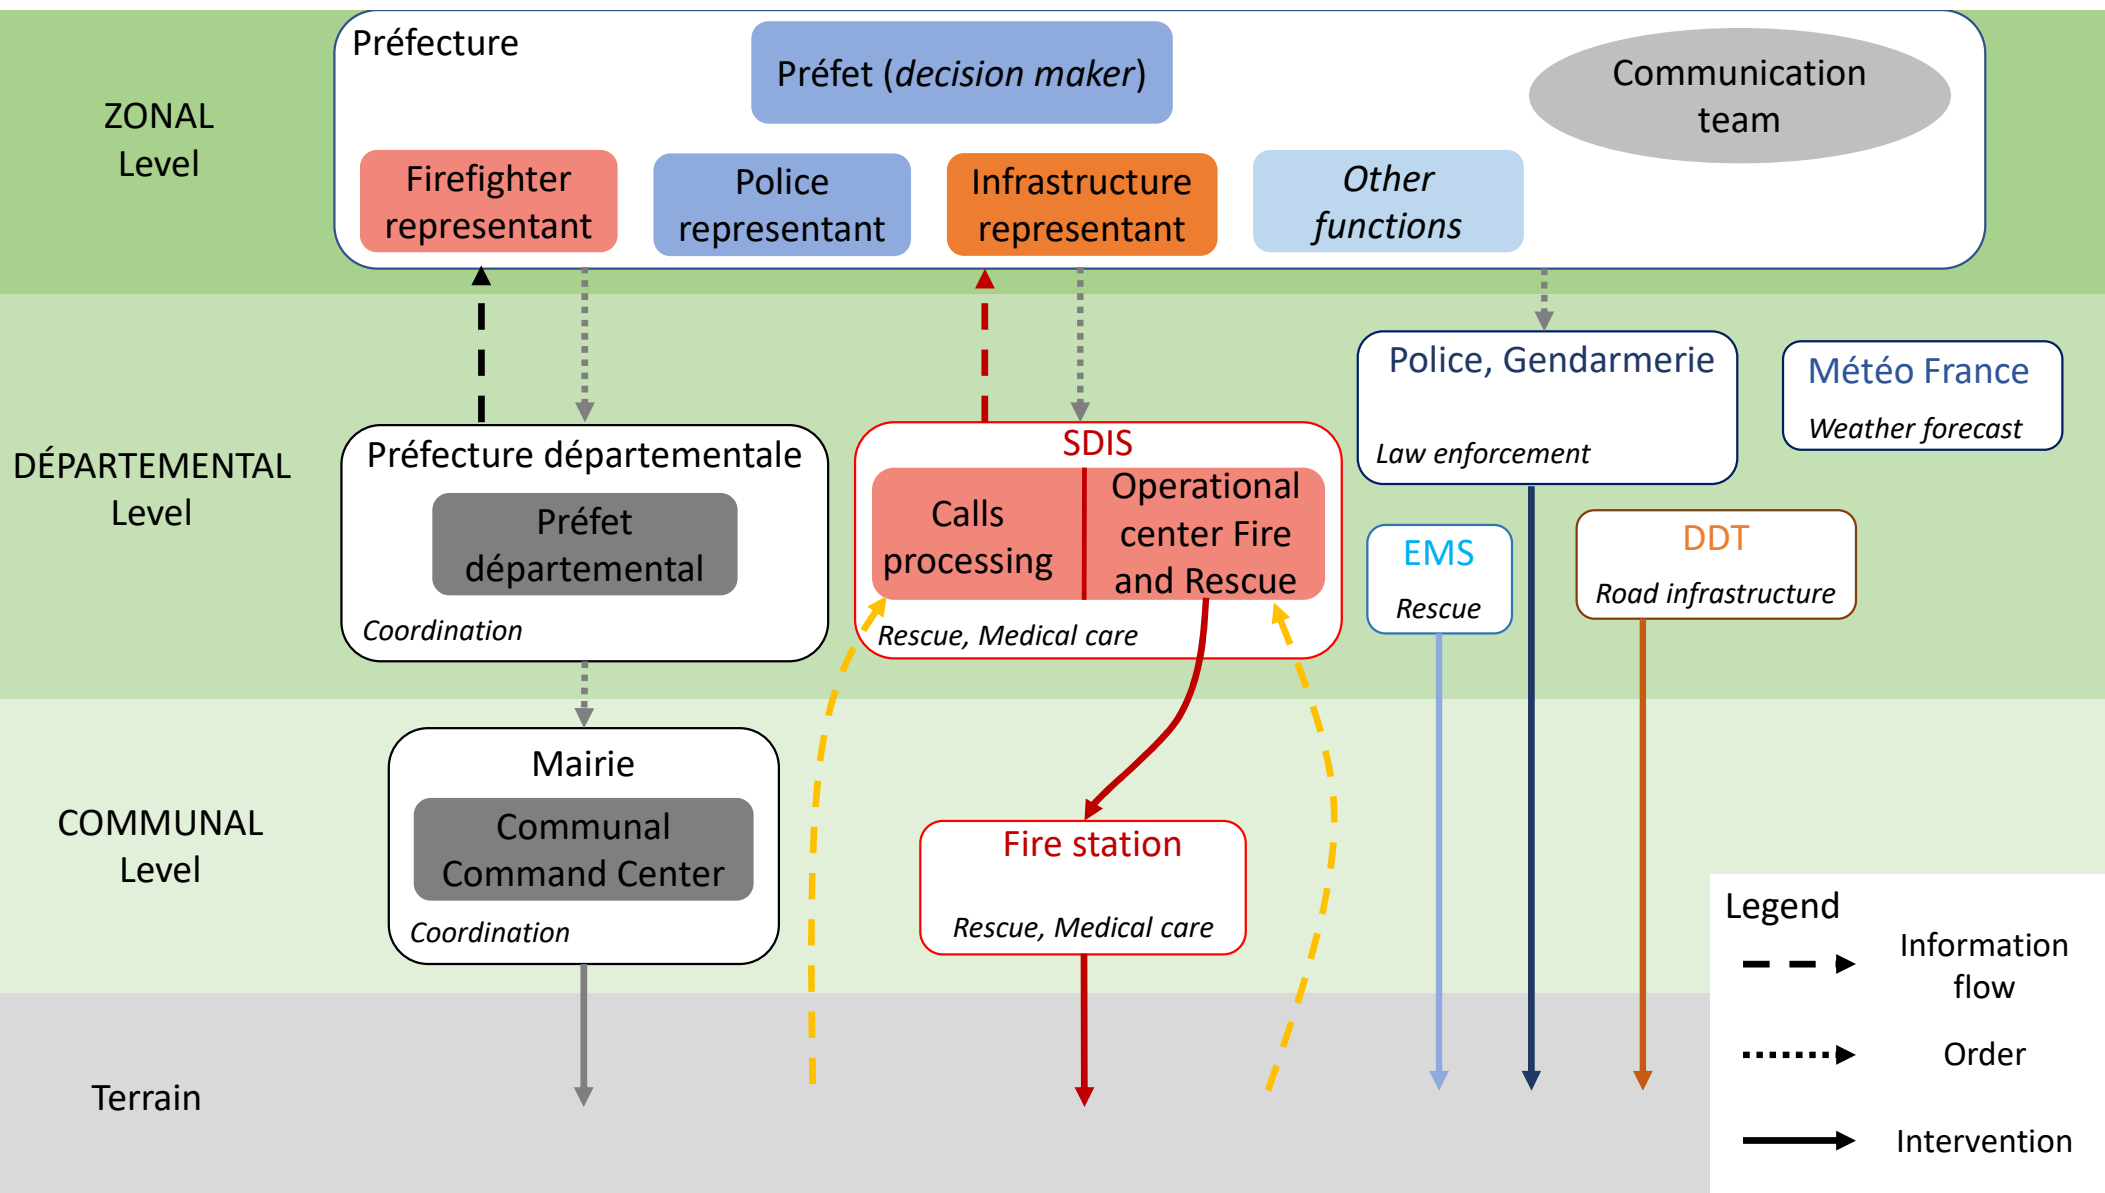 ZONAL
Level
Préfecture
Préfet (decision maker)
Communication
team
Firefighter
representant
Police
representant
Infrastructure
representant
Other
functions
DÉPARTEMENTAL
Level
Préfecture départementale
Préfet
départemental
Coordination
SDIS
Calls
processing
Operational
center Fire
and Rescue
Rescue, Medical care
Police, Gendarmerie
Law enforcement
Météo France
Weather forecast
EMS
Rescue
DDT
Road infrastructure
COMMUNAL
Level
Mairie
Communal
Command Center
Coordination
Fire station
Rescue, Medical care
Terrain
Legend
Information
flow
Order
Intervention